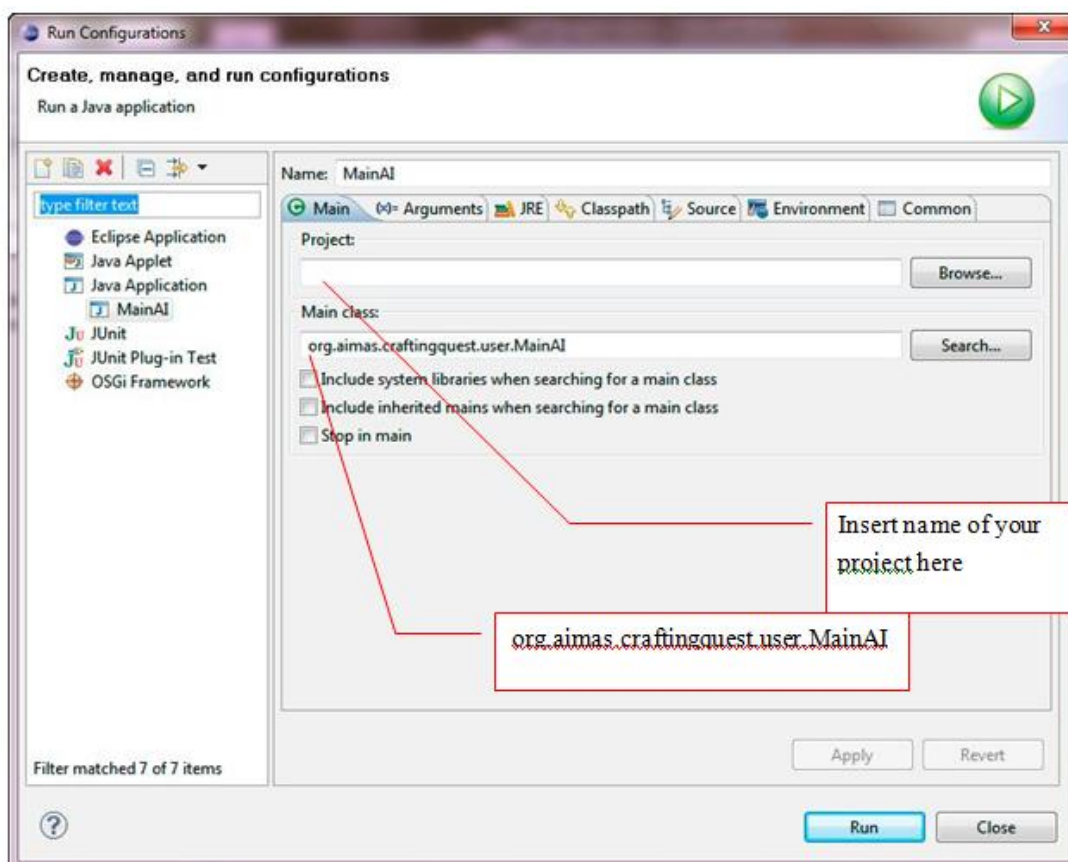 Run Configurations
Create, manage, and run configurations
Run a Java application
type filter text
Eclipse Application
Java Applet
Java Application
MainAI
JUnit
JUnit Plug-in Test
OSGi Framework
Filter matched 7 of 7 items
Name: MainAI
Main (x)= Arguments JRE Classpath Source Environment Common
Project:
Browse...
Main class:
org.aimas.craftingquest.user.MainAI Search...
Include system libraries when searching for a main class
Include inherited mains when searching for a main class
Stop in main
Insert name of your
project here
org.aimas.craftingquest.user.MainAI
Apply Revert
? Run Close